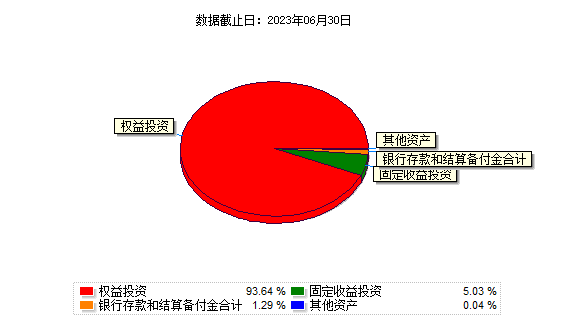 数据截止日：2023年06月30日
权益投资
其他资产
银行存款和结算备付金合计
固定收益投资
权益投资 93.64 % 固定收益投资 5.03 %
银行存款和结算备付金合计 1.29 % 其他资产 0.04 %